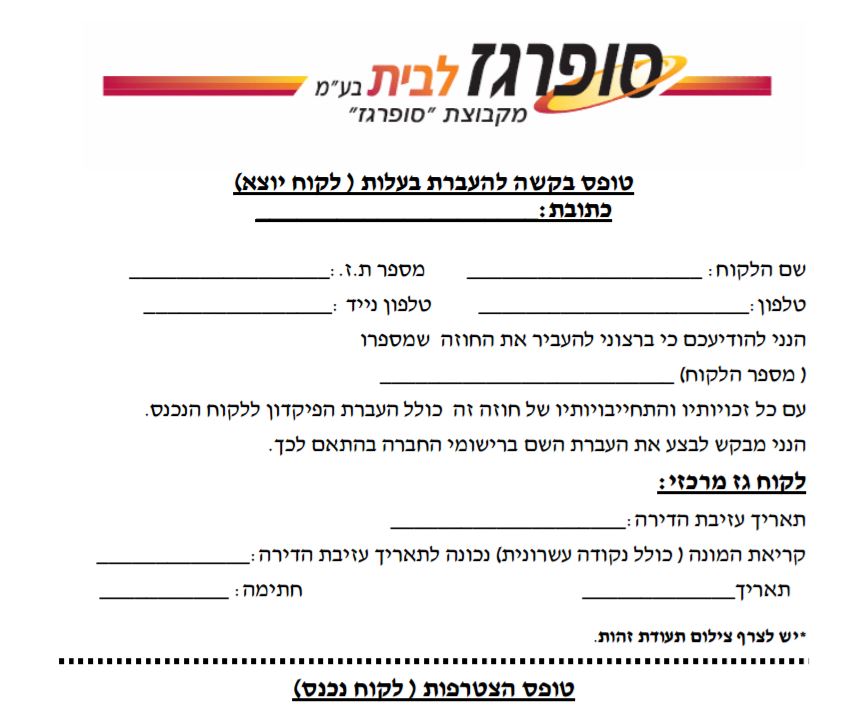 סופרגז לבית בע"מ
מקבוצת "סופרגז"
טופס בקשה להעברת בעלות ( לקוח יוצא)
כתובת: ______________________
שם הלקוח: ____________________ מספר ת.ז. :_________________
טלפון:_______________________ טלפון נייד :________________
הנני להודיעכם כי ברצוני להעביר את החוזה שמספרו
( מספר הלקוח) _________________________
עם כל זכויותיו והתחייבויותיו של חוזה זה כולל העברת הפיקדון ללקוח הנכנס.
הנני מבקש לבצע את העברת השם ברישומי החברה בהתאם לכך.
לקוח גז מרכזי:
תאריך עזיבת הדירה:____________________
קריאת המונה ( כולל נקודה עשרונית) נכונה לתאריך עזיבת הדירה:_____________
תאריך_____________ חתימה: ___________
*יש לצרף צילום תעודת זהות.
טופס הצטרפות ( לקוח נכנס)